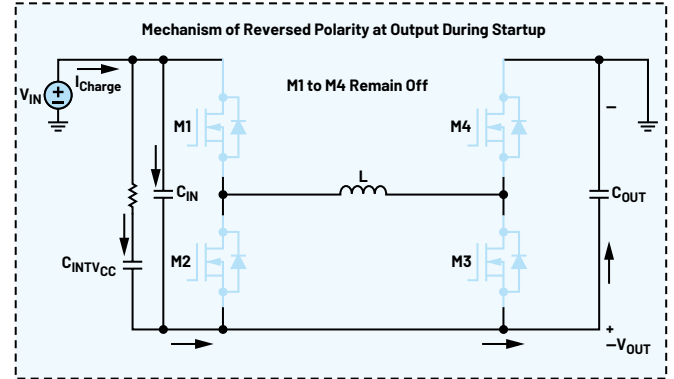 Mechanism of Reversed Polarity at Output During Startup
M1 to M4 Remain Off
VIN
ICharge
M1
M4
−
L
CIN
COUT
CINTVCC
M2
M3
+
−VOUT